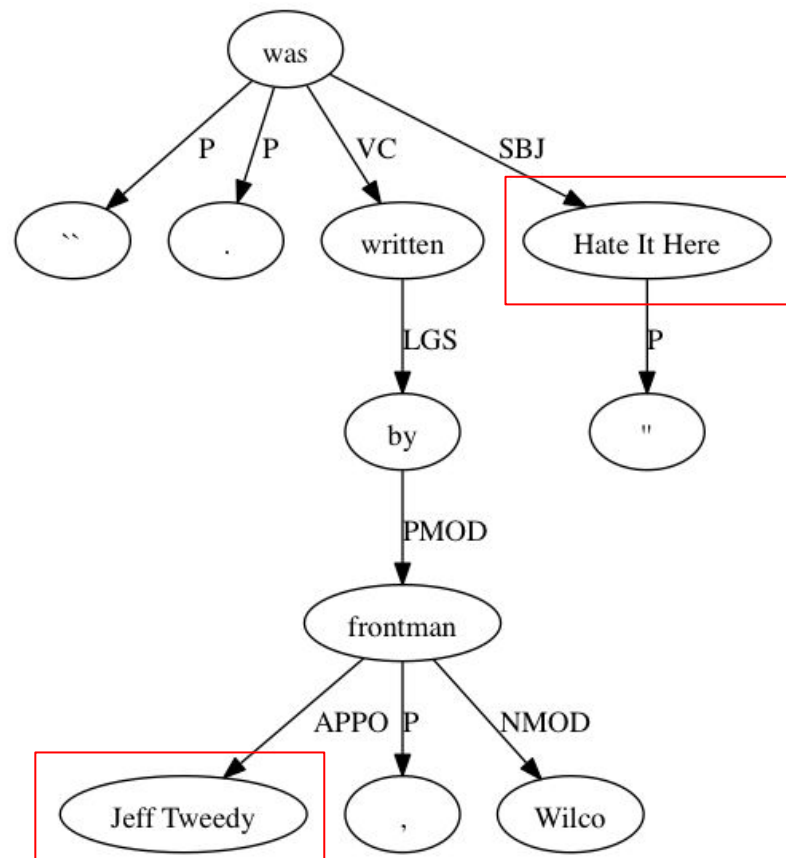 was
P P VC SBJ
`` . written Hate It Here
LGS P
by "
PMOD
frontman
APPO P NMOD
Jeff Tweedy , Wilco